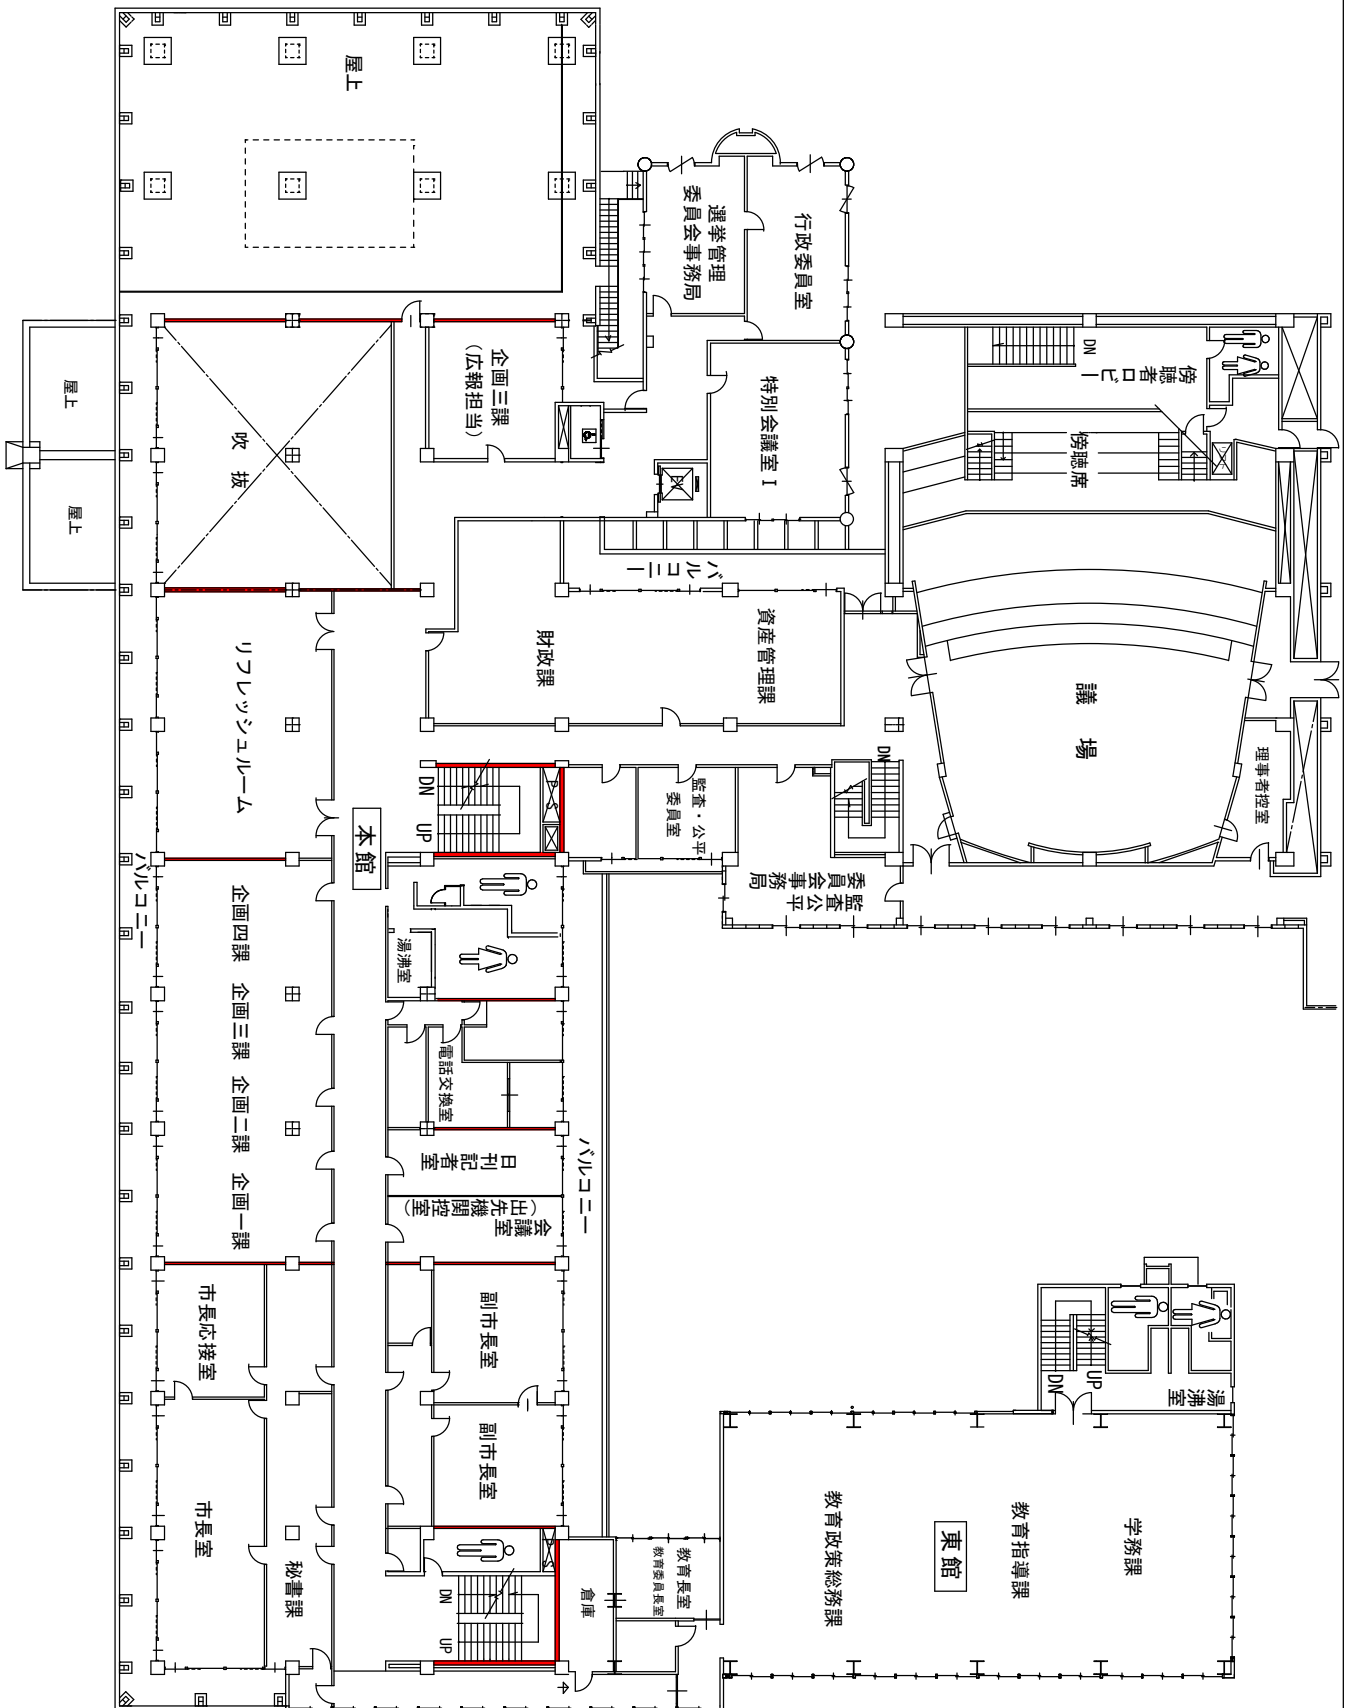 屋上
選挙管理
委員会事務局
行政委員室
企画三課
(広報担当)
特別会議室Ⅰ
EV
DN
傍聴者ロビー
傍聴席
屋上
屋上
吹 抜
バルコニー
リフレッシュルーム
財政課
資産管理課
議 場
理事者控室
DN
UP
PS
本館
監査・公平
委員室
DN
監査公平
委員会事務局
バルコニー
湯沸室
電話交換室
日刊
記者室
会議室
(出先機関控室)
バルコニー
企画四課 企画三課 企画二課 企画一課
市長応接室
副市長室
副市長室
市長室
秘書課
DN
UP
PS
倉庫
教育長室
教育委員長室
UP
DN
湯沸室
教育政策総務課
東館
教育指導課
学務課